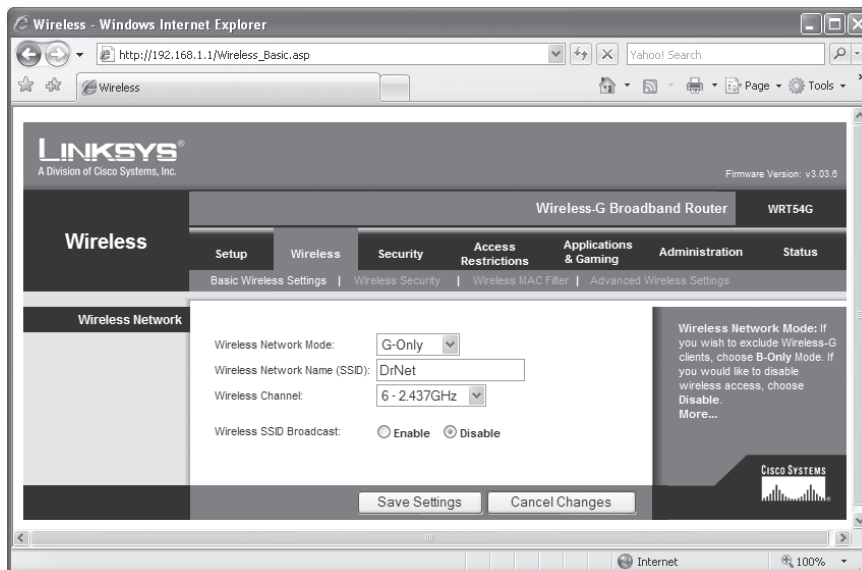 Wireless - Windows Internet Explorer
http://192.168.1.1/Wireless_Basic.asp
Yahoo! Search
Wireless
Page
Tools
LINKSYS®
A Division of Cisco Systems, Inc.
Firmware Version: v3.03.6
Wireless-G Broadband Router WRT54G
Wireless
Setup
Wireless
Security
Access Restrictions
Applications & Gaming
Administration
Status
Basic Wireless Settings | Wireless Security | Wireless MAC Filter | Advanced Wireless Settings
Wireless Network
Wireless Network Mode: G-Only
Wireless Network Name (SSID): DrNet
Wireless Channel: 6 - 2.437GHz
Wireless SSID Broadcast: Enable Disable
Wireless Network Mode: If
you wish to exclude Wireless-G
clients, choose B-Only Mode. If
you would like to disable
wireless access, choose
Disable.
More...
CISCO SYSTEMS
Save Settings
Cancel Changes
Internet
100%